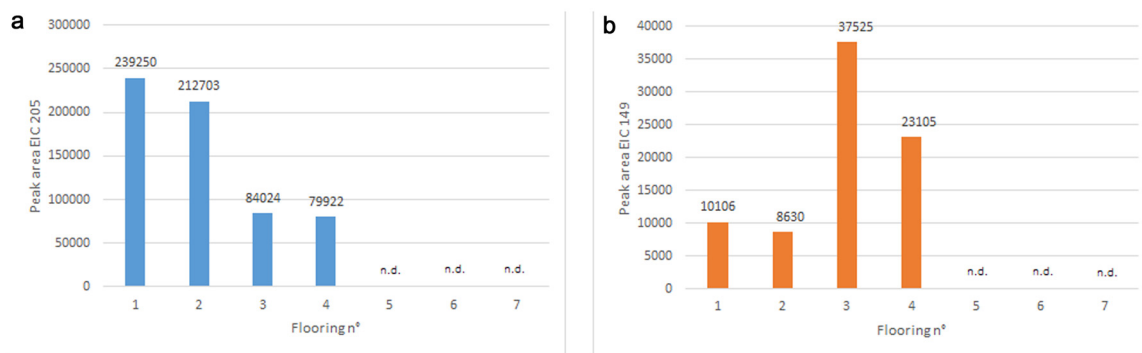 a
300000
250000
200000
150000
100000
50000
0
Peak area EIC 205
239250
212703
84024
79922
n.d.
n.d.
n.d.
1 2 3 4 5 6 7
Flooring n°
b
40000
35000
30000
25000
20000
15000
10000
5000
0
Peak area EIC 149
10106
8630
37525
23105
n.d.
n.d.
n.d.
1 2 3 4 5 6 7
Flooring n°